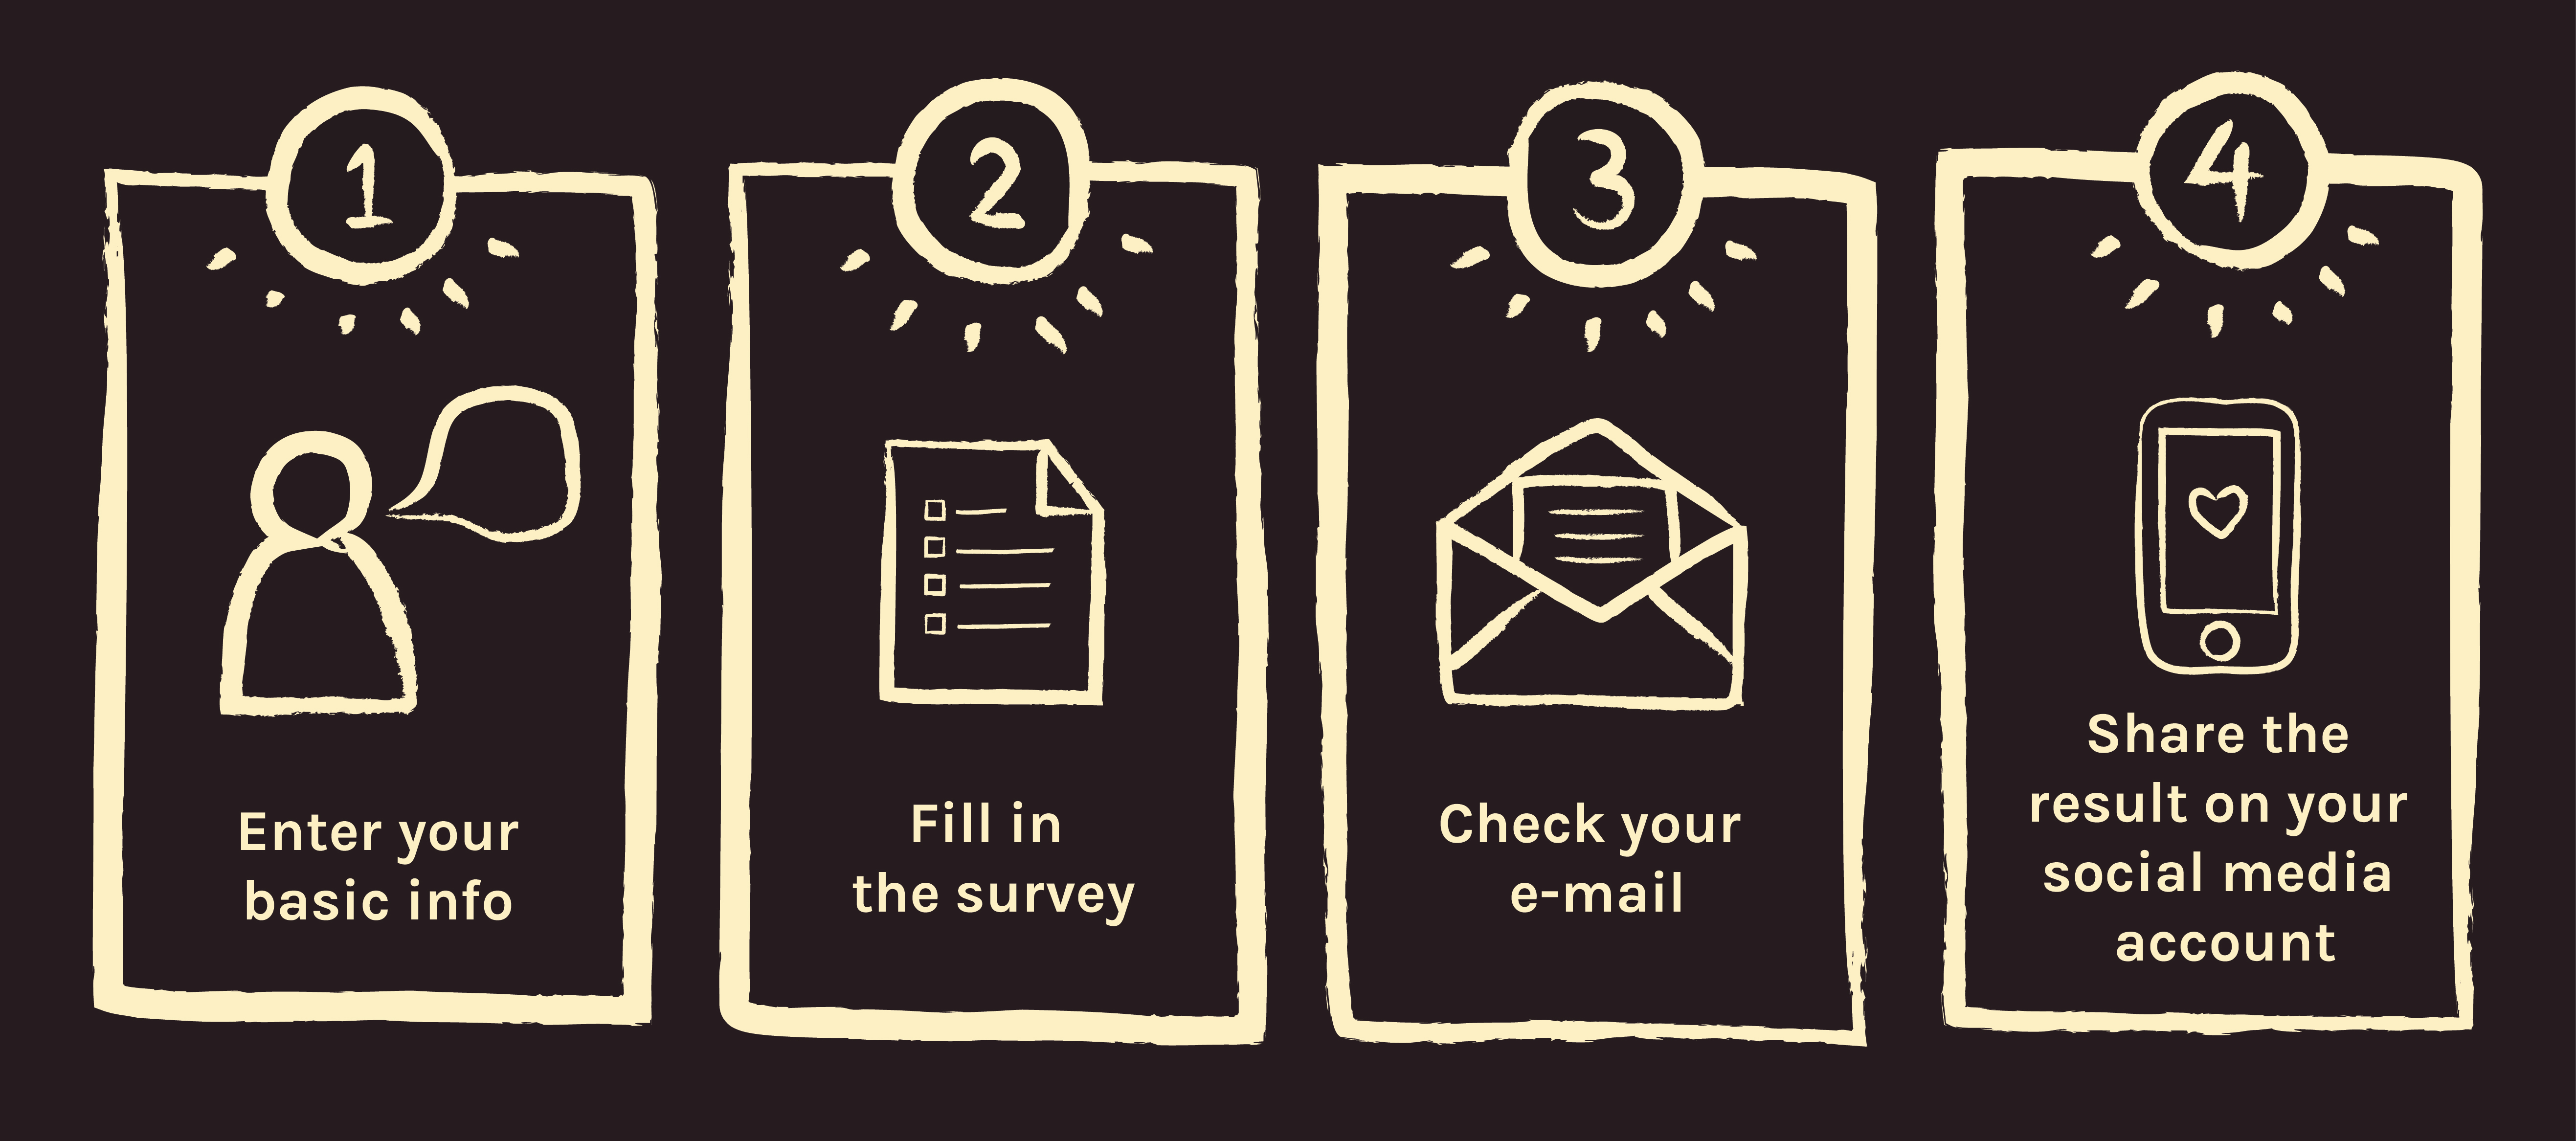 1
Enter your
basic info
2
Fill in
the survey
3
Check your
e-mail
4
Share the
result on your
social media
account